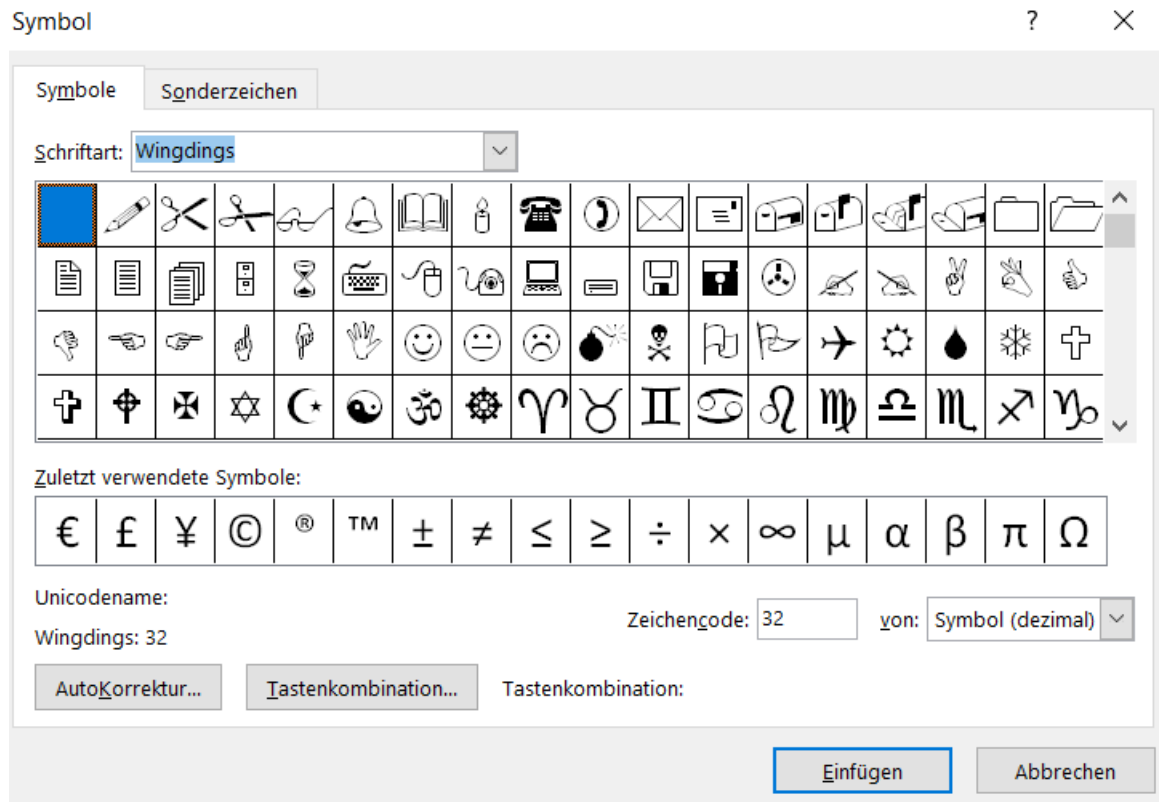 Symbol
Symbole Sonderzeichen
Schriftart: Wingdings
Zuletzt verwendete Symbole:
€ £ ¥ © ® ™ ± ≠ ≤ ≥ ÷ × ∞ µ α β π Ω
Unicodename:
Wingdings: 32
Zeichencode: 32 von: Symbol (dezimal)
AutoKorrektur... Tastenkombination... Tastenkombination:
Einfügen Abbrechen